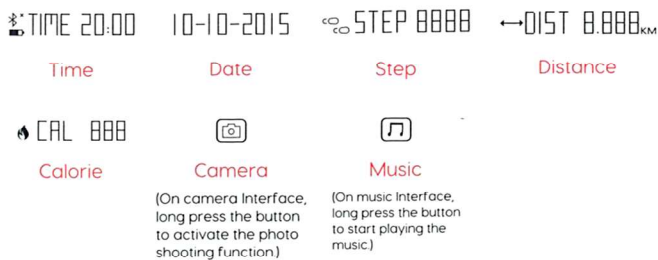 TIME 20:00 10-10-2015 STEP 8888 DIST 8.888KM
Time Date Step Distance
CAL 888
Calorie Camera Music
(On camera Interface,
long press the button
to activate the photo
shooting function.)
(On music Interface,
long press the button
to start playing the
music.)